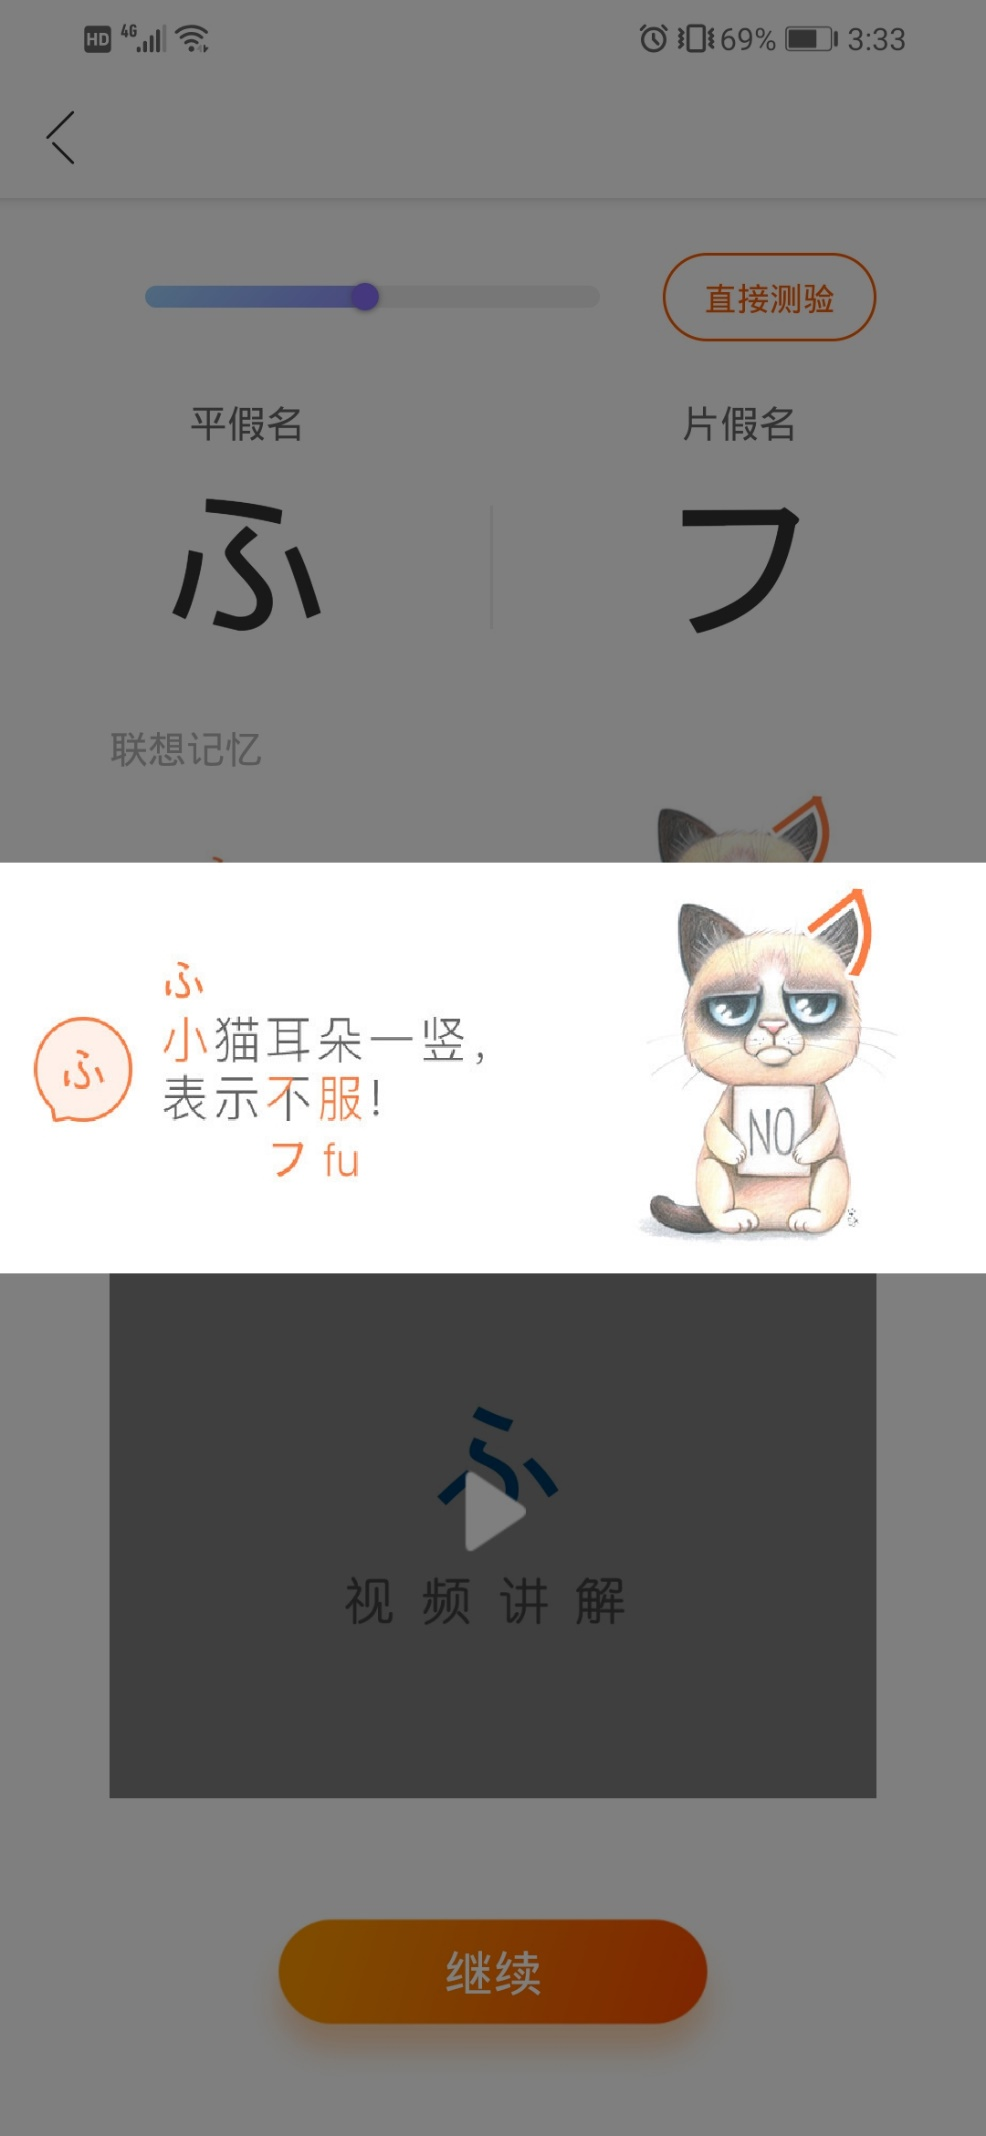 HD 4G 69% 3:33
直接测验
平假名 片假名
ふ フ
联想记忆
ふ
ふ
小猫耳朵一竖，
表示不服！
フ fu
NO
ふ
视频讲解
继续